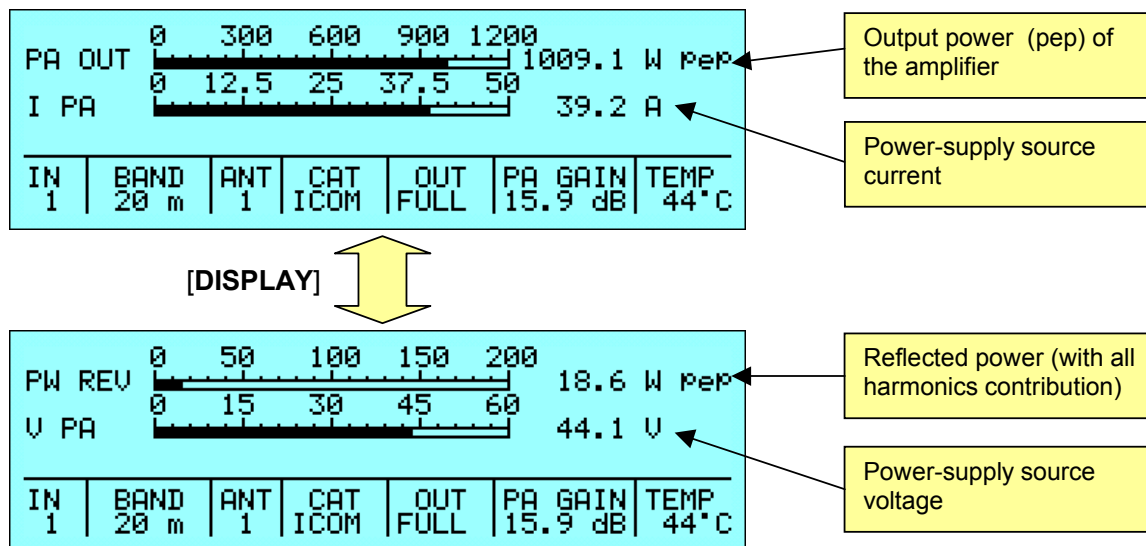 0 300 600 900 1200
PA OUT 1009.1 W pep
0 12.5 25 37.5 50
I PA 39.2 A
IN BAND ANT CAT OUT PA GAIN TEMP
1 20 m 1 ICOM FULL 15.9 dB 44°C
Output power (pep) of
the amplifier
Power-supply source
current
[DISPLAY]
0 50 100 150 200
PW REV 18.6 W pep
0 15 30 45 60
V PA 44.1 V
IN BAND ANT CAT OUT PA GAIN TEMP
1 20 m 1 ICOM FULL 15.9 dB 44°C
Reflected power (with all
harmonics contribution)
Power-supply source
voltage